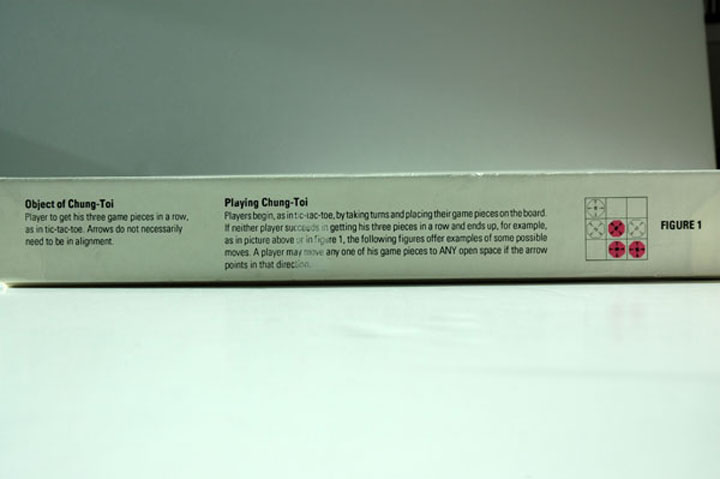 Object of Chung-Toi
Player to get his three game pieces in a row,
as in tic-tac-toe. Arrows do not necessarily
need to be in alignment.
Playing Chung-Toi
Players begin, as in tic-tac-toe, by taking turns and placing their game pieces on the board.
If neither player succeeds in getting his three pieces in a row and ends up, for example,
as in picture above or in figure 1, the following figures offer examples of some possible
moves. A player may move any one of his game pieces to ANY open space if the arrow
points in that direction.
FIGURE 1